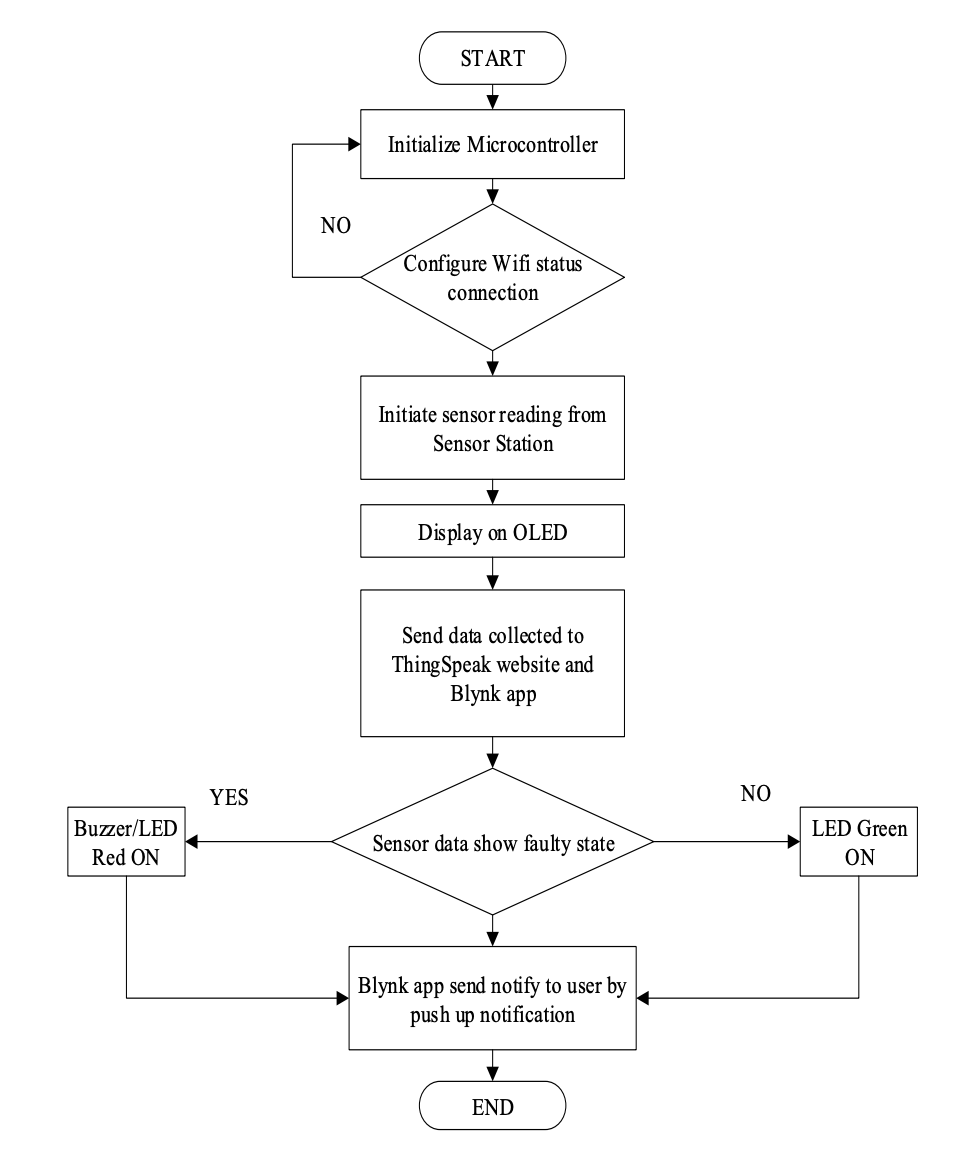 START
Initialize Microcontroller
NO
Configure Wifi status
connection
Initiate sensor reading from
Sensor Station
Display on OLED
Send data collected to
ThingSpeak website and
Blynk app
YES
NO
Buzzer/LED
Red ON
Sensor data show faulty state
LED Green
ON
Blynk app send notify to user by
push up notification
END